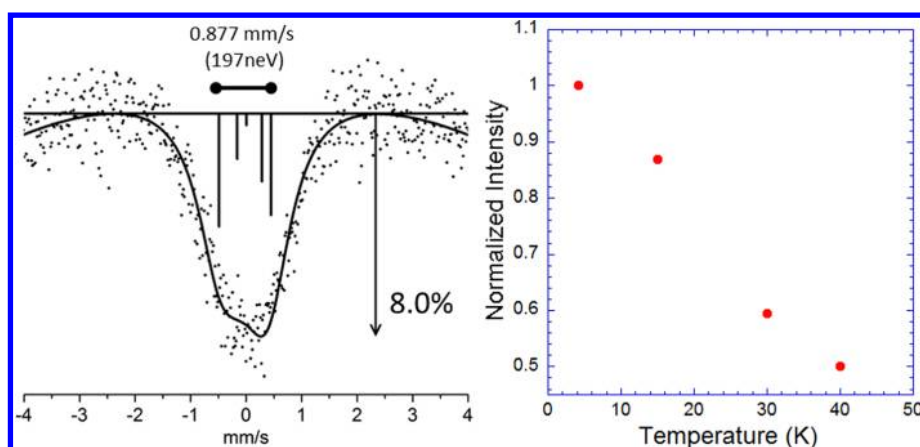 0.877 mm/s
(197neV)
8.0%
-4 -3 -2 -1 0 1 2 3 4
mm/s
Normalized Intensity
1.1
1
0.9
0.8
0.7
0.6
0.5
0 10 20 30 40 50
Temperature (K)